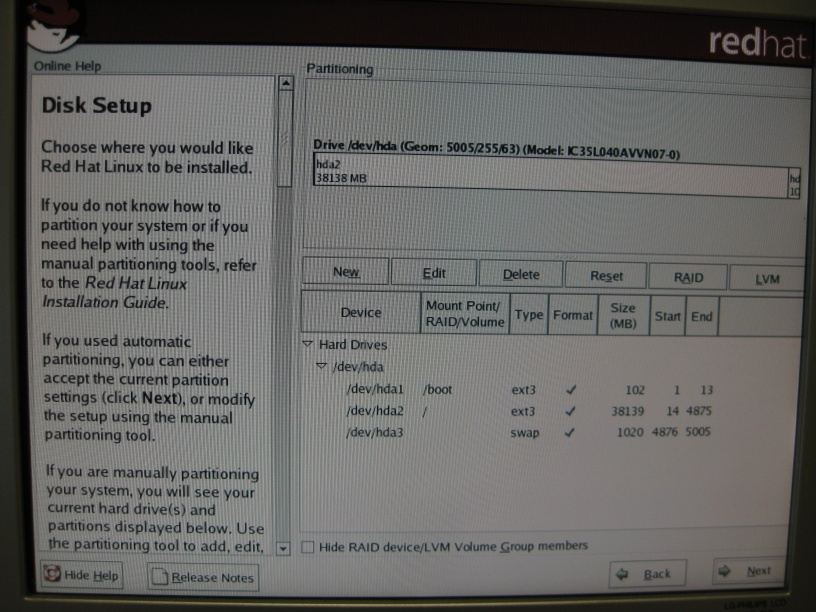 redhat.
Online Help
Disk Setup
Choose where you would like
Red Hat Linux to be installed.
If you do not know how to
partition your system or if you
need help with using the
manual partitioning tools, refer
to the Red Hat Linux
Installation Guide.
If you used automatic
partitioning, you can either
accept the current partition
settings (click Next), or modify
the setup using the manual
partitioning tool.
If you are manually partitioning
your system, you will see your
current hard drive(s) and
partitions displayed below. Use
the partitioning tool to add, edit,
Partitioning
Drive /dev/hda (Geom: 5005/255/63) (Model: IC35L040AVVN07-0)
hda2 hd
38138 MB 10
New Edit Delete Reset RAID LVM
Device Mount Point/ RAID/Volume Type Format Size (MB) Start End
Hard Drives
/dev/hda
/dev/hda1 /boot ext3 ✓ 102 1 13
/dev/hda2 / ext3 ✓ 38139 14 4875
/dev/hda3 swap ✓ 1020 4876 5005
Hide RAID device/LVM Volume Group members
Hide Help Release Notes Back Next